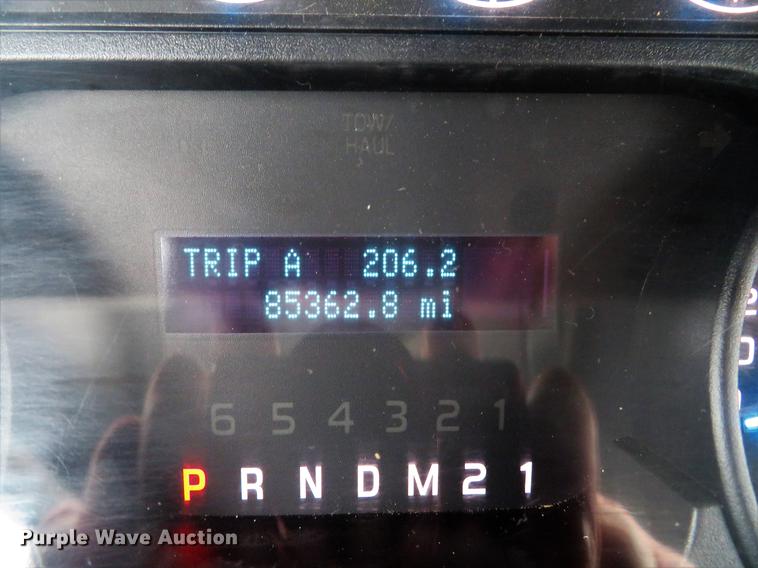 TOW/
HAUL
TRIP A 206.2
85362.8 mi
6 5 4 3 2 1
P R N D M 2 1
Purple Wave Auction